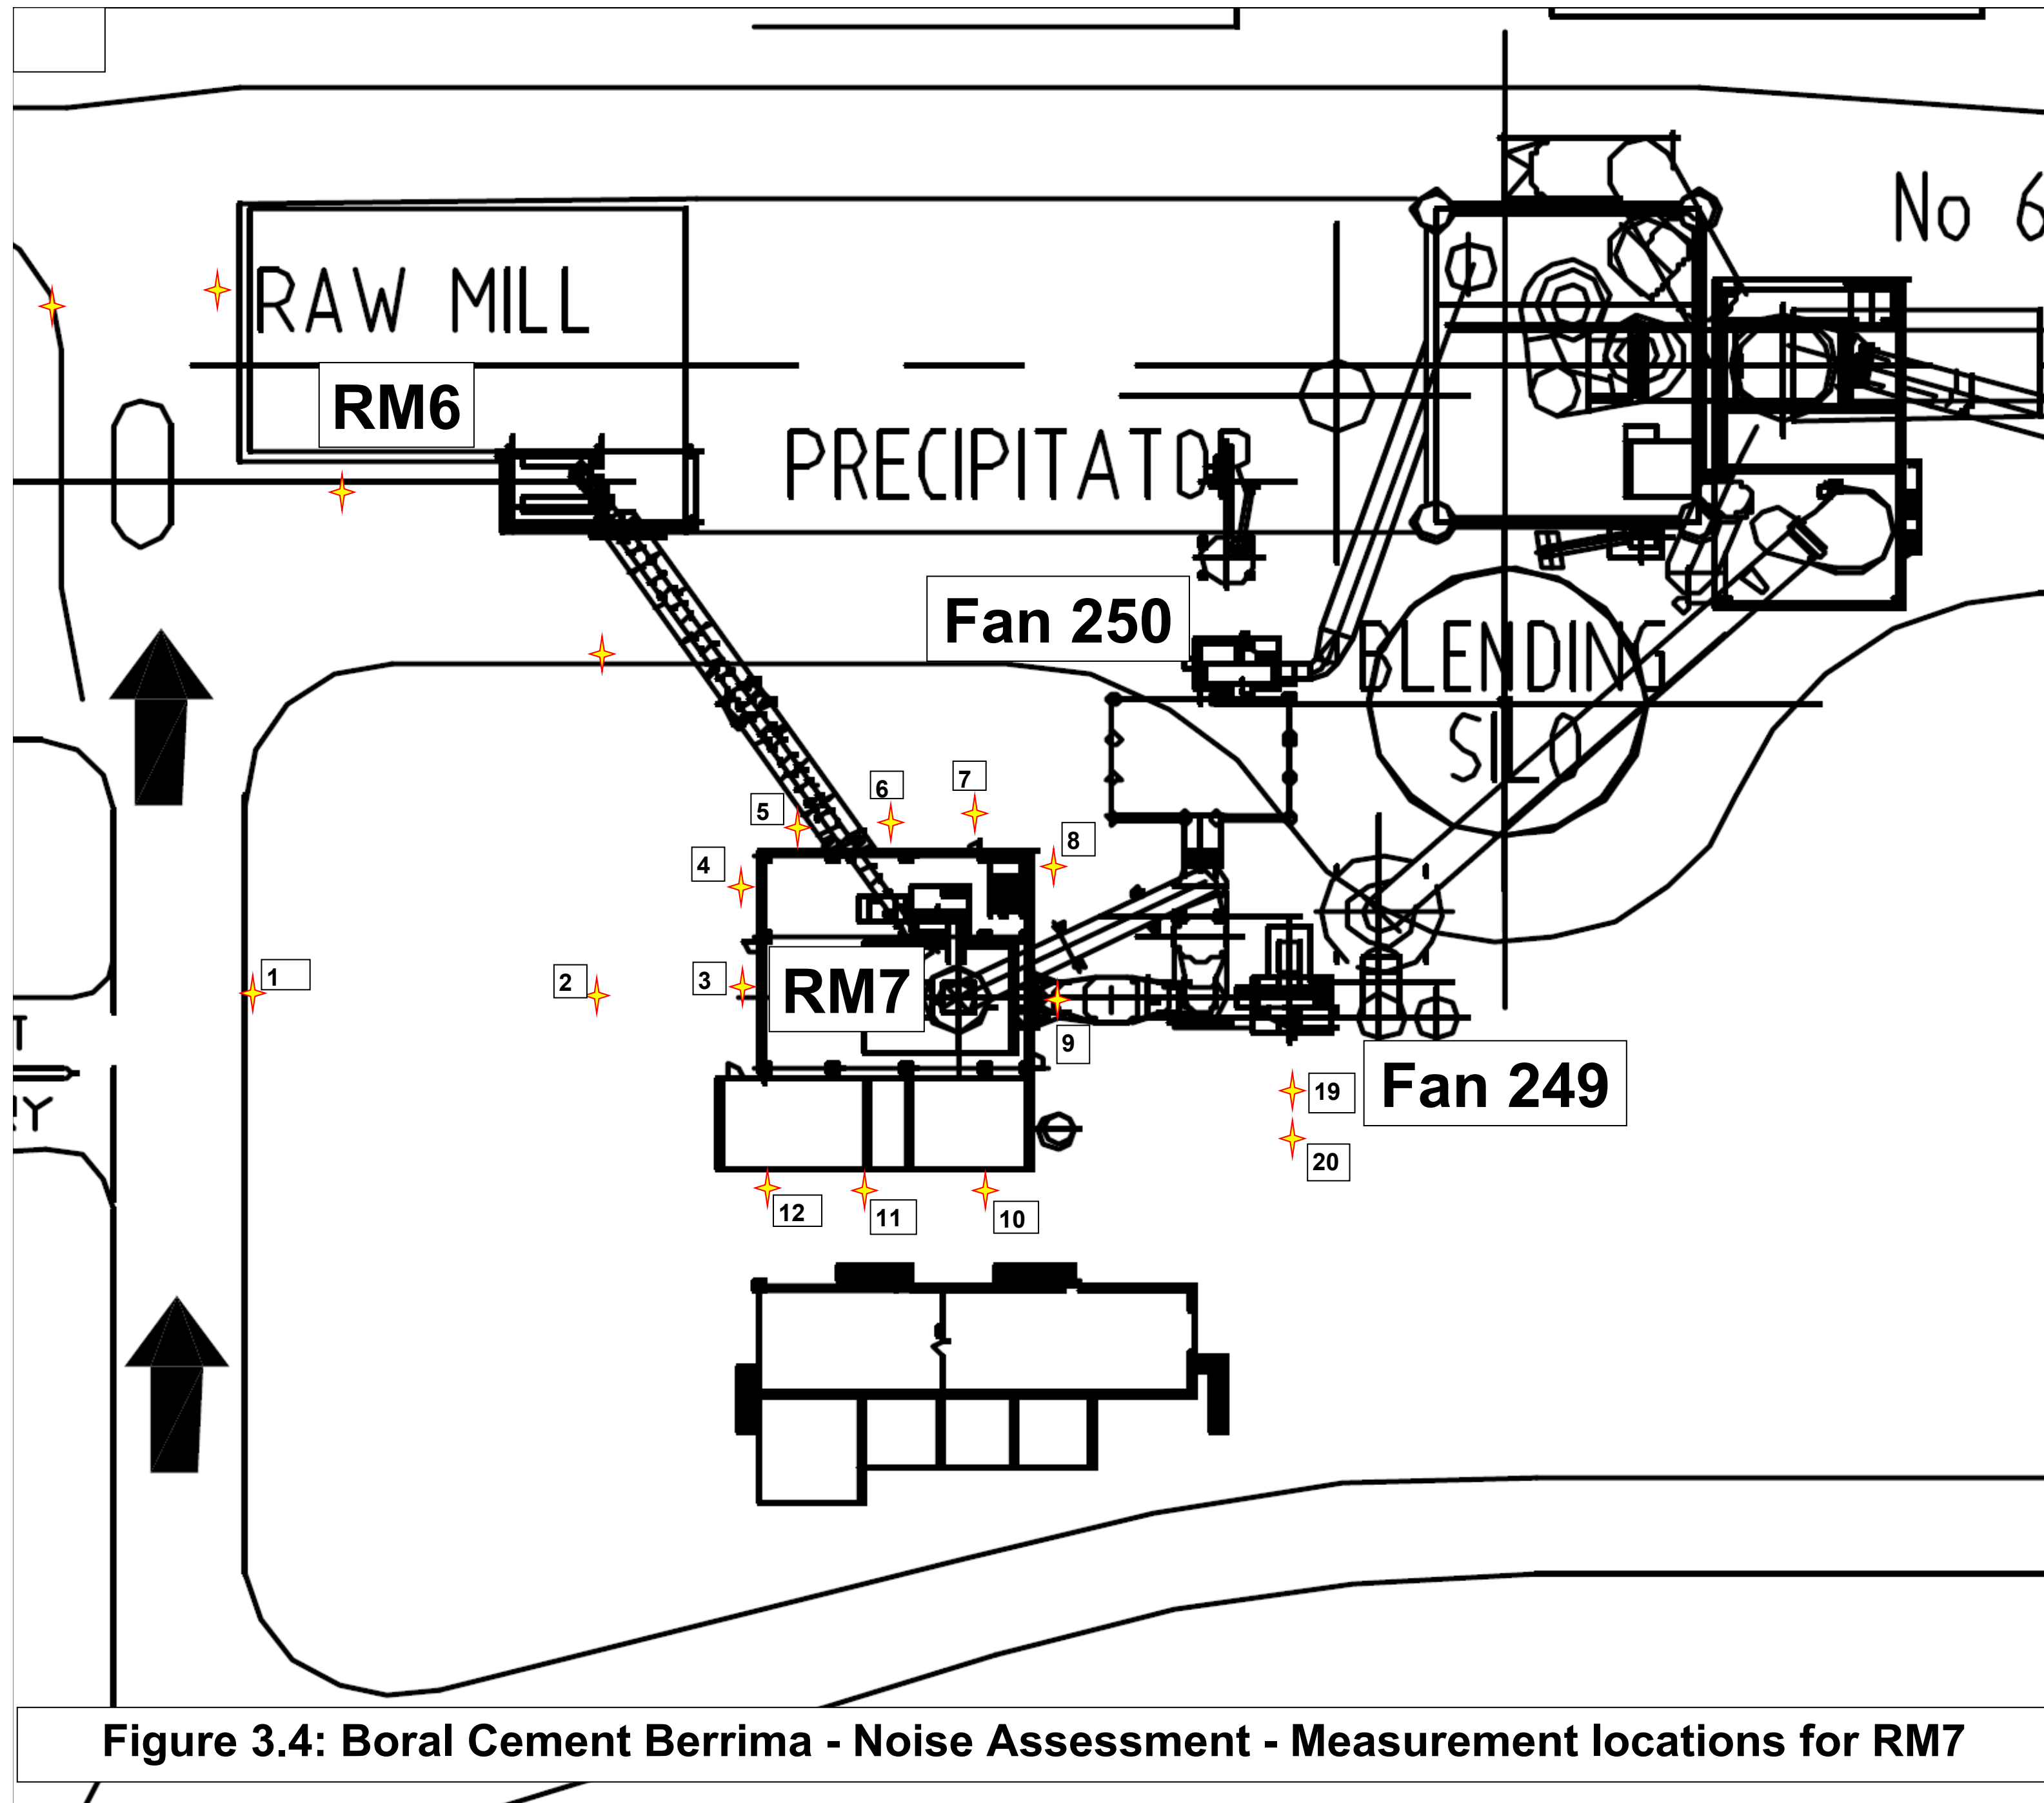 No 6
RAW MILL
RM6
PRECIPITATOR
Fan 250
BLENDING
SILO
7
6
5
8
4
1
2
3
RM7
T
9
Fan 249
19
RY
20
12
11
10
Figure 3.4: Boral Cement Berrima - Noise Assessment - Measurement locations for RM7